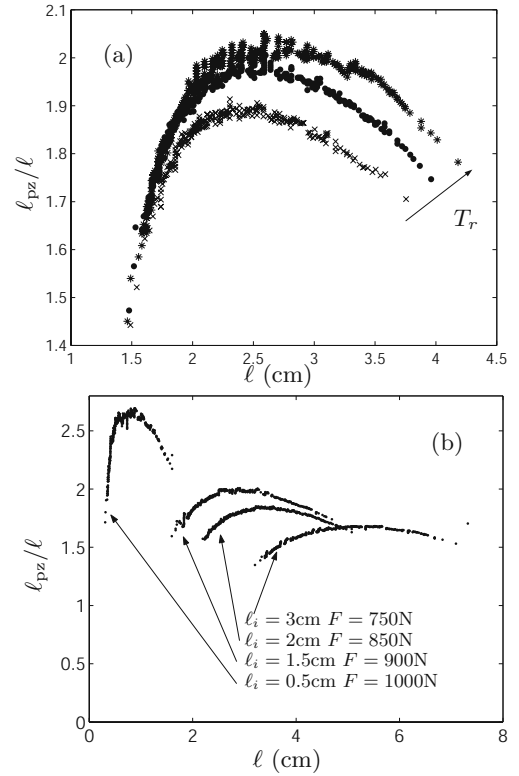 (a)
2.1
2
1.9
1.8
1.7
1.6
1.5
1.4
ℓpz/ℓ
Tr
1 1.5 2 2.5 3 3.5 4 4.5
ℓ (cm)
(b)
2.5
2
1.5
1
0.5
0
ℓpz/ℓ
ℓi = 3cm F = 750N
ℓi = 2cm F = 850N
ℓi = 1.5cm F = 900N
ℓi = 0.5cm F = 1000N
0 2 4 6 8
ℓ (cm)